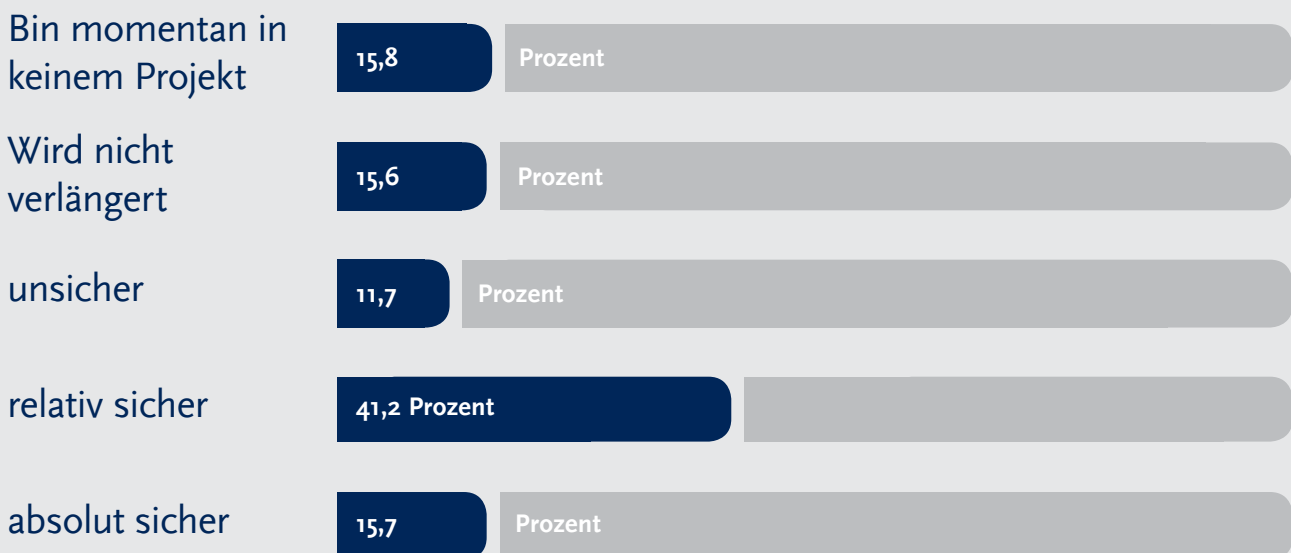 Bin momentan in
keinem Projekt
15,8 Prozent
Wird nicht
verlängert
15,6 Prozent
unsicher
11,7 Prozent
relativ sicher
41,2 Prozent
absolut sicher
15,7 Prozent